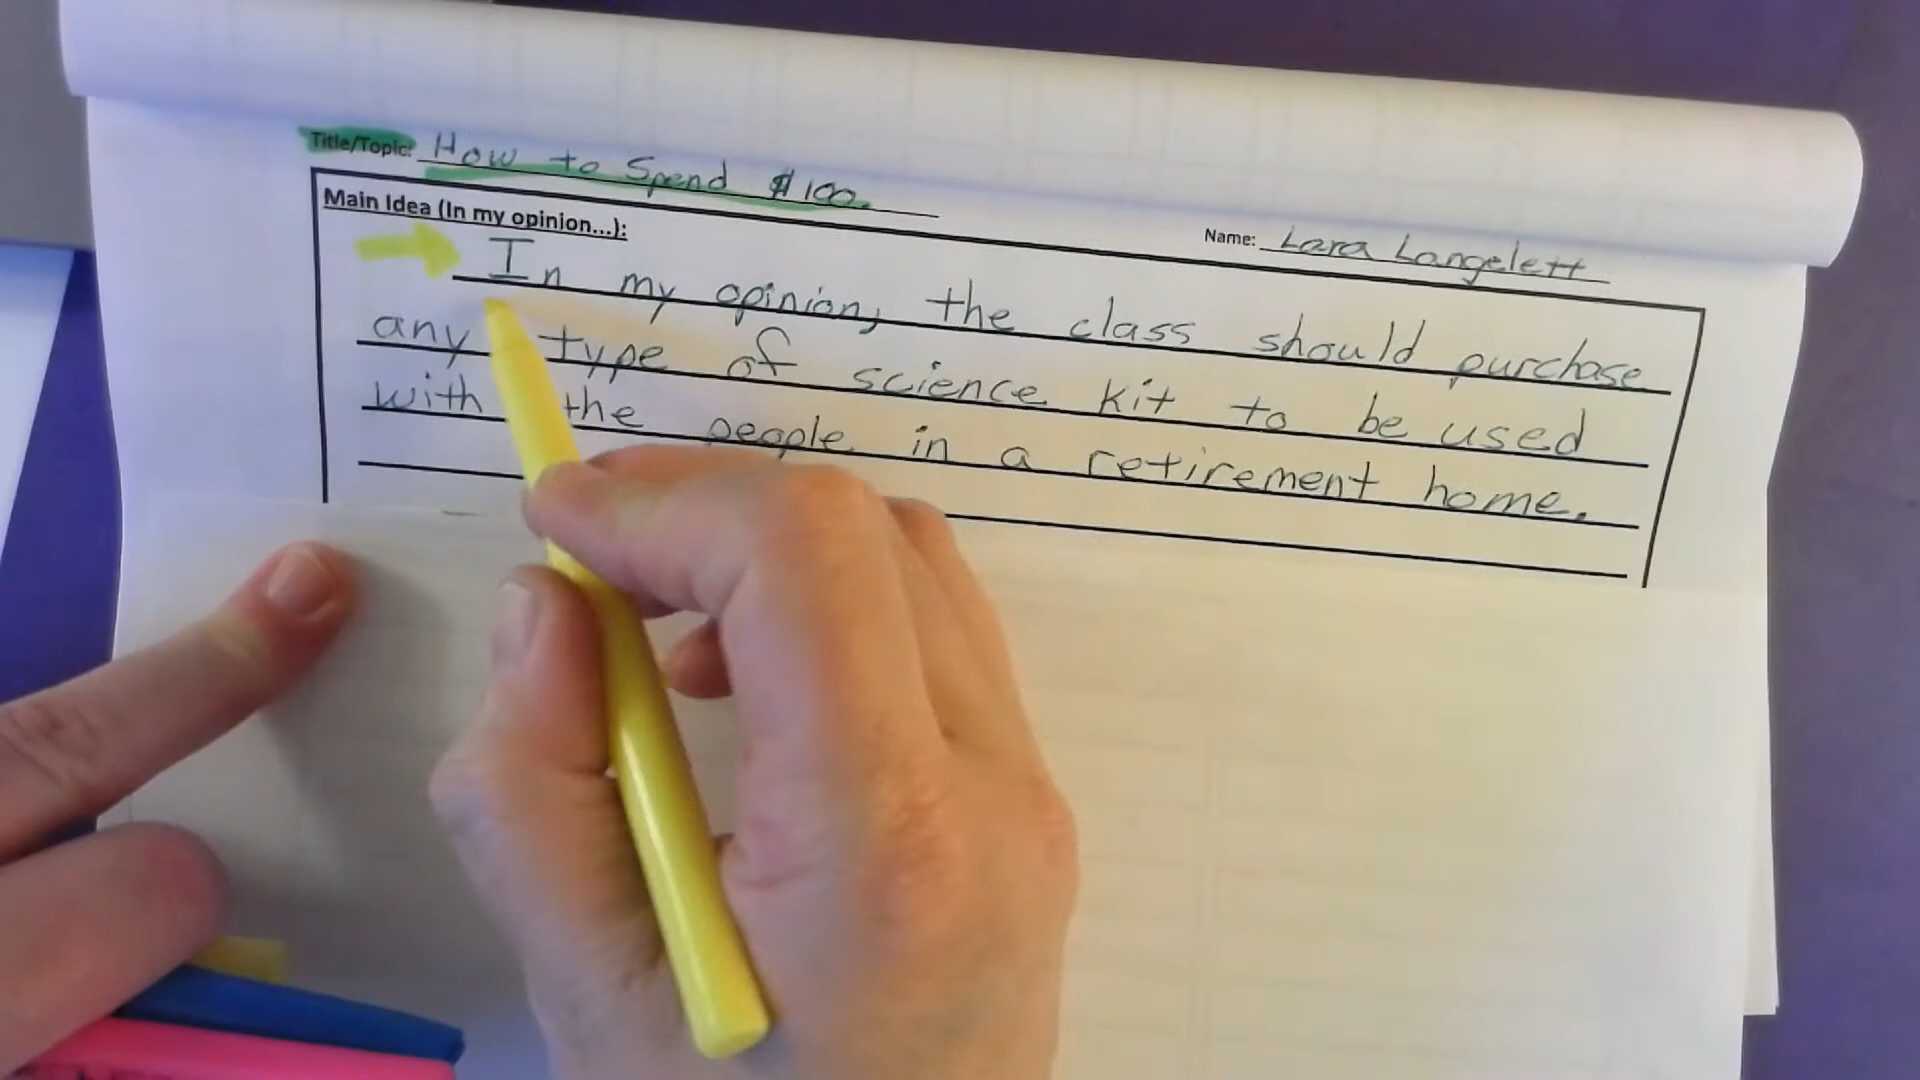 Title/Topic: How to Spend $100.
Name: Lara Langelett
Main Idea (In my opinion...):
In my opinion, the class should purchase
any type of science kit to be used
with the people in a retirement home.